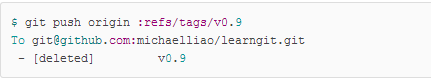 $ git push origin :refs/tags/v0.9
To git@github.com:michaelliao/learngit.git
 - [deleted]         v0.9